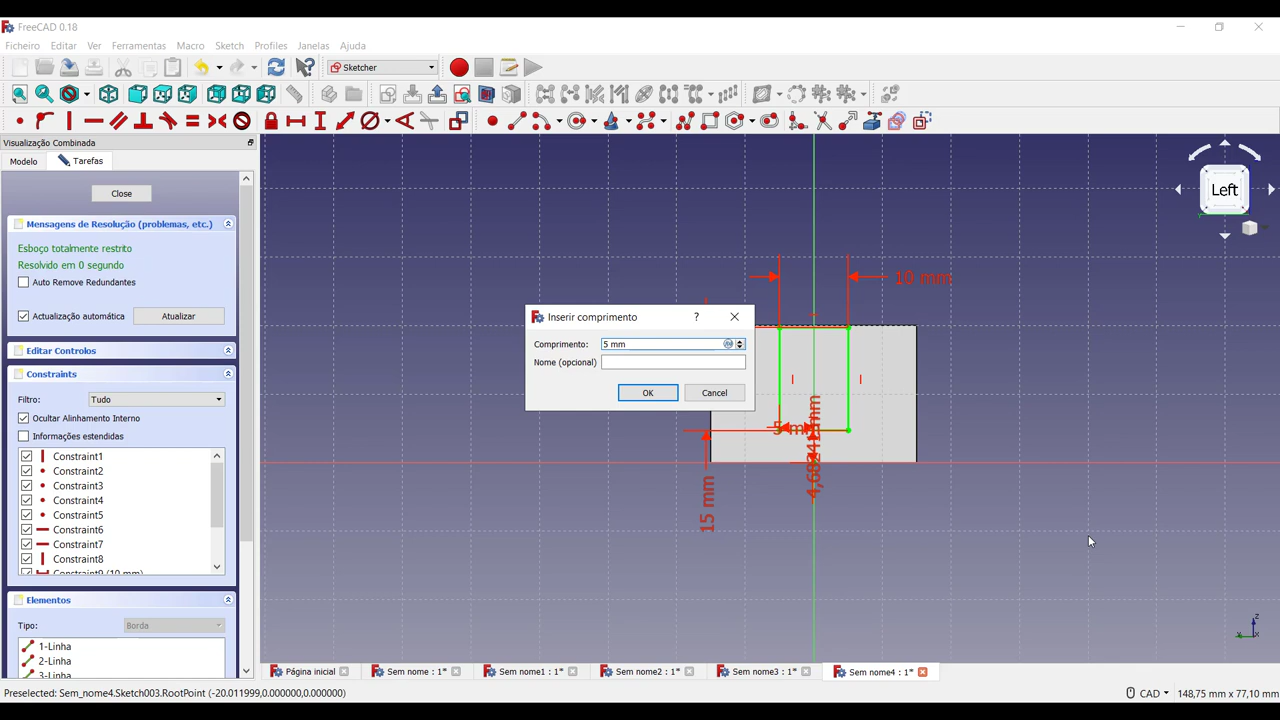 FreeCAD 0.18
Ficheiro Editar Ver Ferramentas Macro Sketch Profiles Janelas Ajuda
Sketcher
Visualização Combinada
Modelo Tarefas
Close
Mensagens de Resolução (problemas, etc.)
Esboço totalmente restrito
Resolvido em 0 segundo
Auto Remove Redundantes
Actualização automática Atualizar
Editar Controlos
Constraints
Filtro: Tudo
Ocultar Alinhamento Interno
Informações estendidas
Constraint1
Constraint2
Constraint3
Constraint4
Constraint5
Constraint6
Constraint7
Constraint8
Constraint9 (10 mm)
Elementos
Tipo: Borda
1-Linha
2-Linha
3-Linha
Left
10 mm
Inserir comprimento ?
Comprimento: 5 mm
Nome (opcional)
OK Cancel
5 mm
15 mm
Z
Y
Página inicial Sem nome : 1* Sem nome1 : 1* Sem nome2 : 1* Sem nome3 : 1* Sem nome4 : 1*
Preselected: Sem_nome4.Sketch003.RootPoint (-20.011999,0.000000,0.000000)
CAD 148,75 mm x 77,10 mm